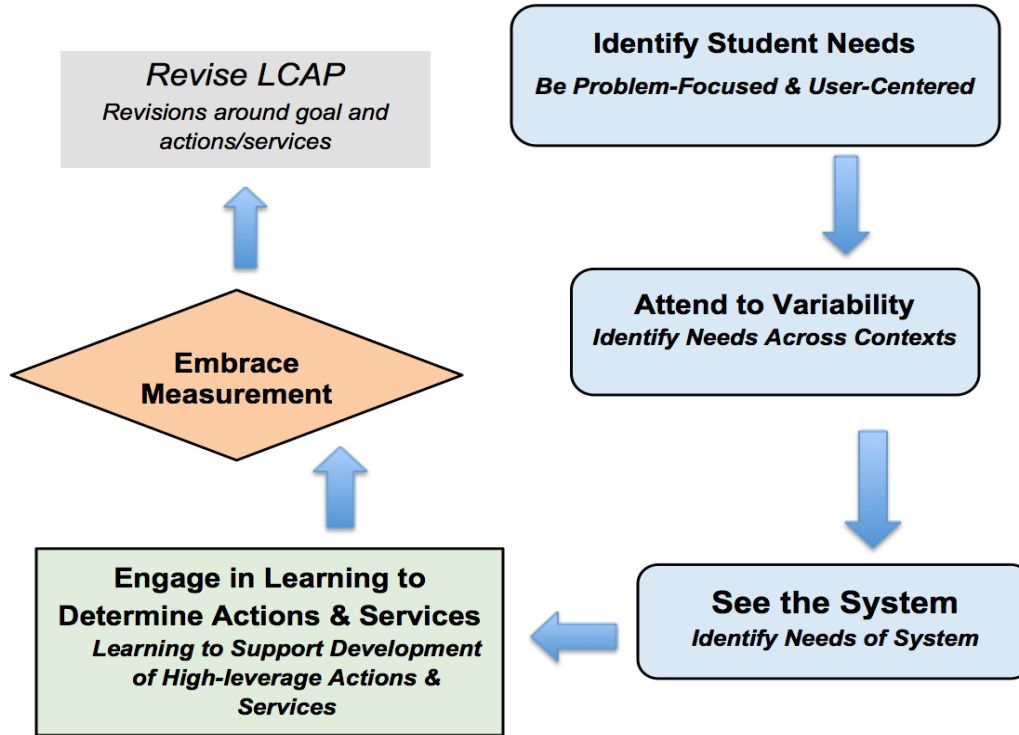 Identify Student Needs
Be Problem-Focused & User-Centered
Attend to Variability
Identify Needs Across Contexts
See the System
Identify Needs of System
Engage in Learning to
Determine Actions & Services
Learning to Support Development
of High-leverage Actions &
Services
Embrace
Measurement
Revise LCAP
Revisions around goal and
actions/services